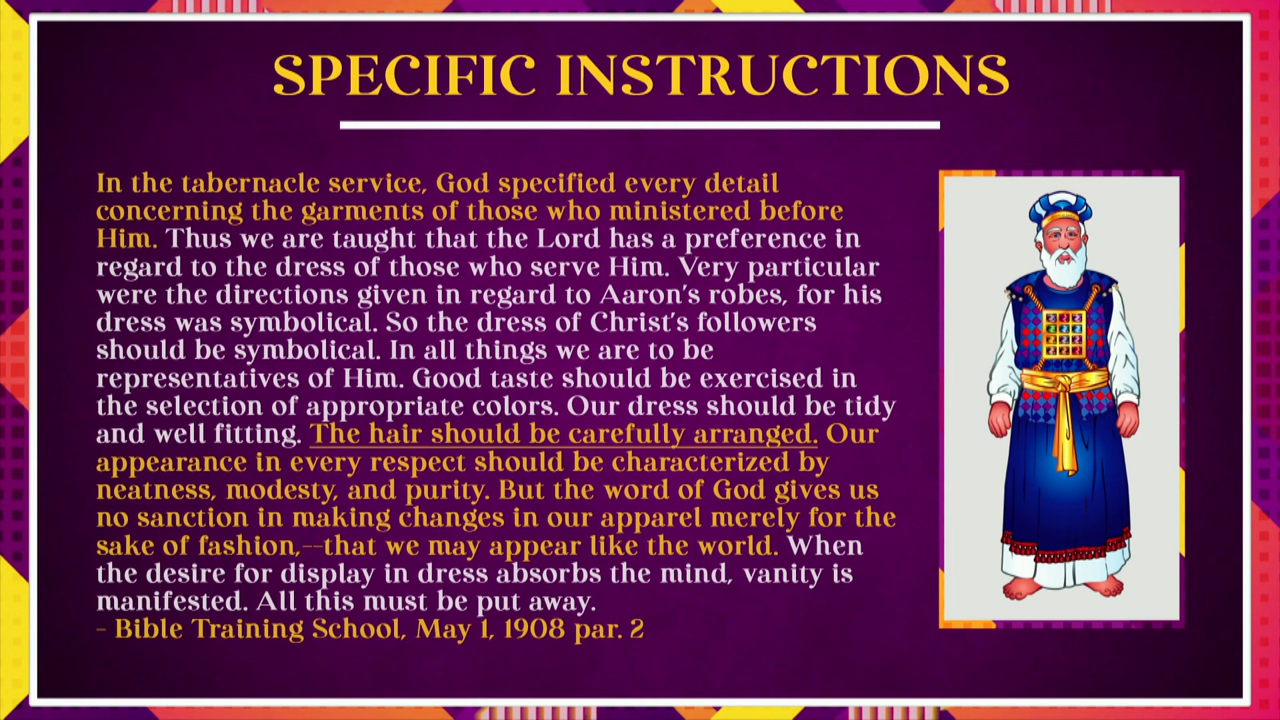 SPECIFIC INSTRUCTIONS
In the tabernacle service, God specified every detail
concerning the garments of those who ministered before
Him. Thus we are taught that the Lord has a preference in
regard to the dress of those who serve Him. Very particular
were the directions given in regard to Aaron's robes, for his
dress was symbolical. So the dress of Christ's followers
should be symbolical. In all things we are to be
representatives of Him. Good taste should be exercised in
the selection of appropriate colors. Our dress should be tidy
and well fitting. The hair should be carefully arranged. Our
appearance in every respect should be characterized by
neatness, modesty, and purity. But the word of God gives us
no sanction in making changes in our apparel merely for the
sake of fashion,--that we may appear like the world. When
the desire for display in dress absorbs the mind, vanity is
manifested. All this must be put away.
- Bible Training School, May 1, 1908 par. 2